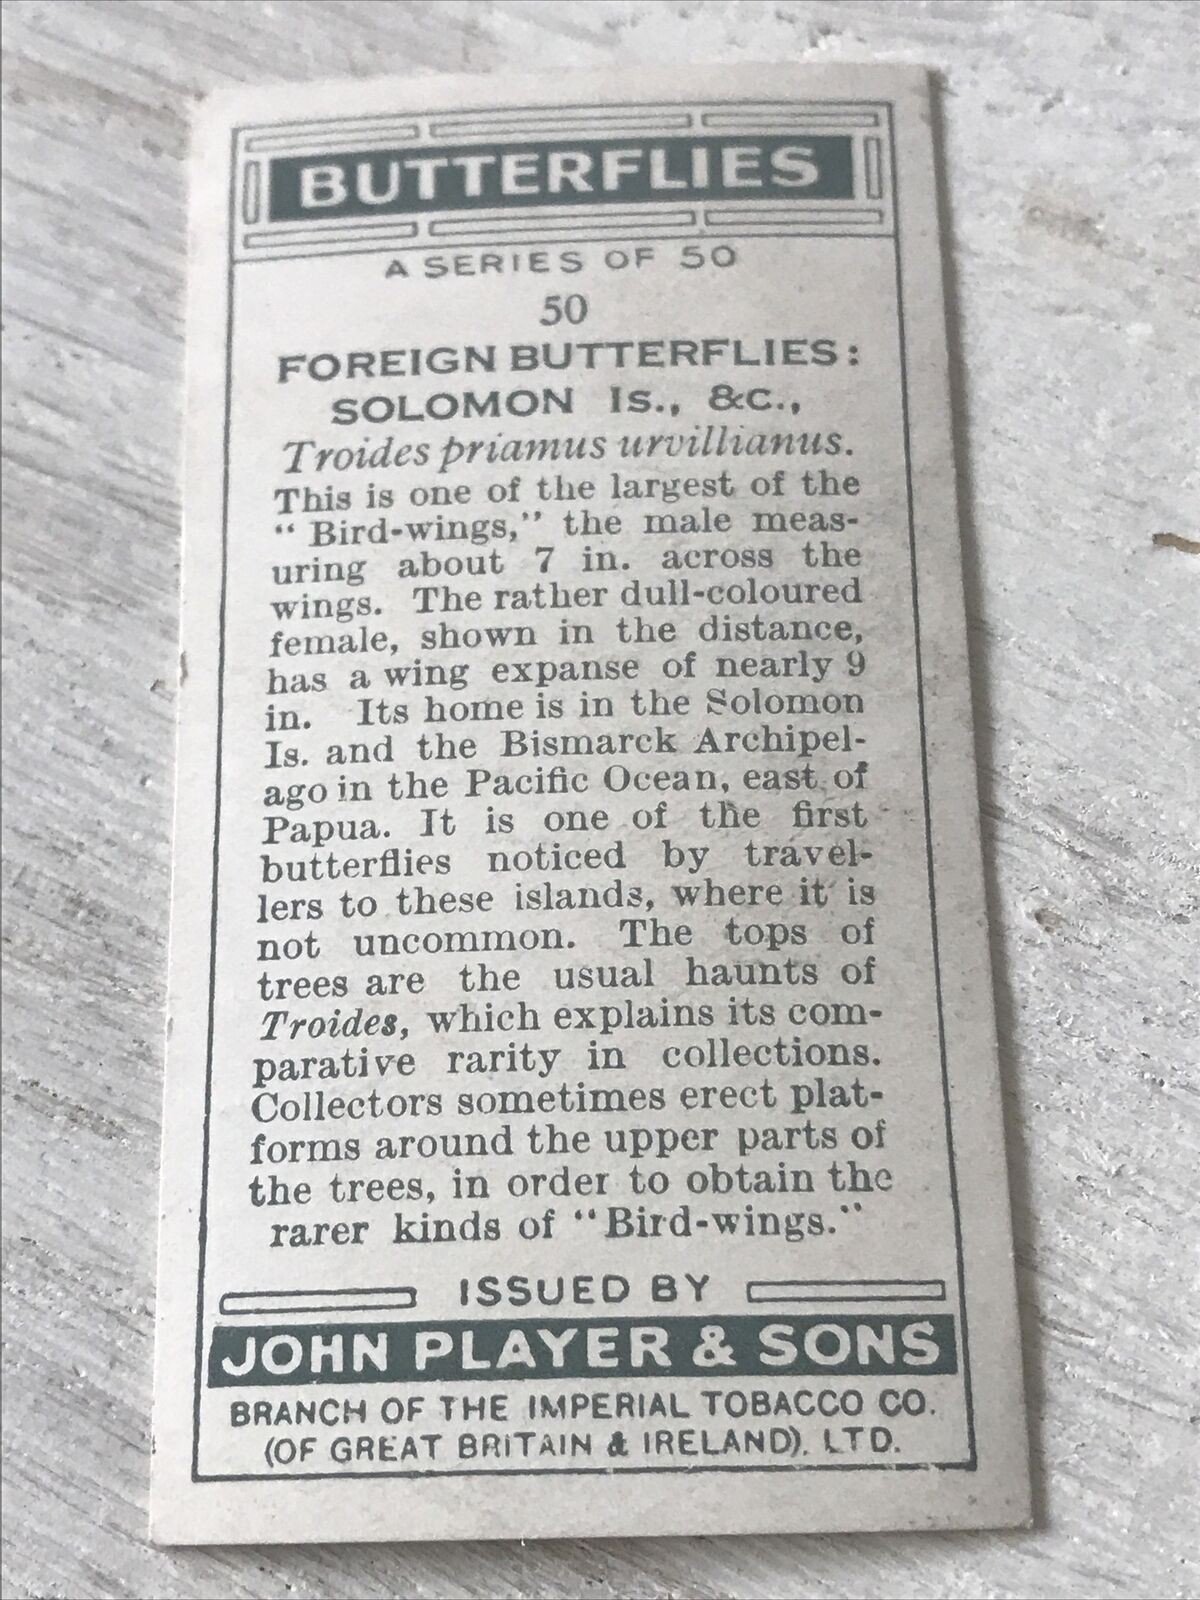 BUTTERFLIES
A SERIES OF 50
50
FOREIGN BUTTERFLIES:
SOLOMON Is., &C.,
Troides priamus urvillianus.
This is one of the largest of the
"Bird-wings," the male meas-
uring about 7 in. across the
wings. The rather dull-coloured
female, shown in the distance,
has a wing expanse of nearly 9
in. Its home is in the Solomon
Is. and the Bismarck Archipel-
ago in the Pacific Ocean, east of
Papua. It is one of the first
butterflies noticed by travel-
lers to these islands, where it is
not uncommon. The tops of
trees are the usual haunts of
Troides, which explains its com-
parative rarity in collections.
Collectors sometimes erect plat-
forms around the upper parts of
the trees, in order to obtain the
rarer kinds of "Bird-wings."
ISSUED BY
JOHN PLAYER & SONS
BRANCH OF THE IMPERIAL TOBACCO CO.
(OF GREAT BRITAIN & IRELAND), LTD.